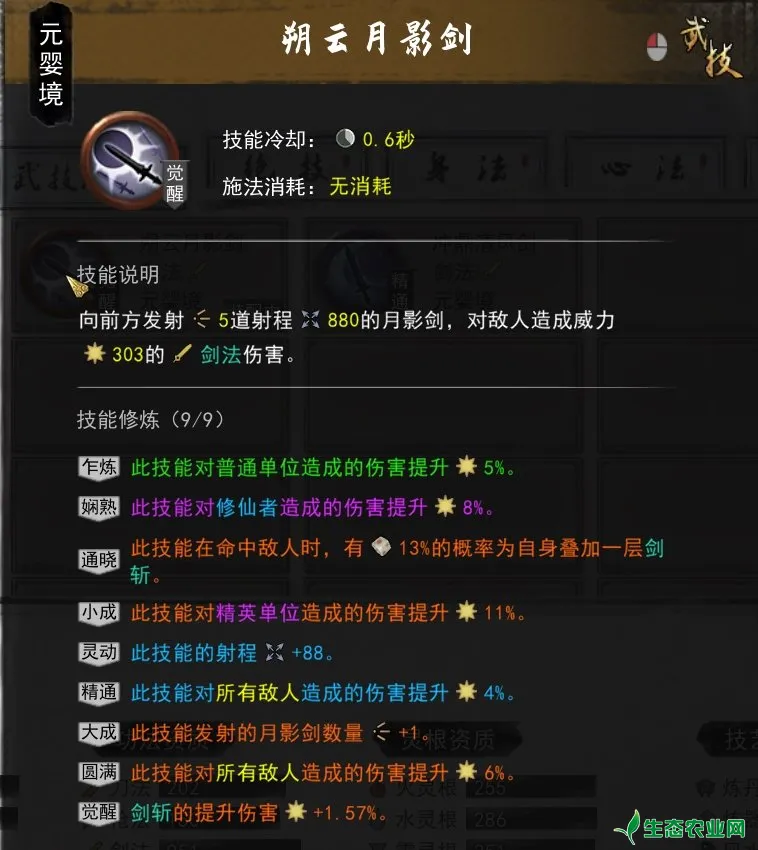 元婴境
朔云月影剑
武技
技能冷却： 0.6秒
觉醒
施法消耗：无消耗
技能说明
向前方发射 5道射程 880的月影剑，对敌人造成威力
303的 剑法伤害。
技能修炼（9/9）
乍炼 此技能对普通单位造成的伤害提升 5%。
娴熟 此技能对修仙者造成的伤害提升 8%。
通晓 此技能在命中敌人时，有 13%的概率为自身叠加一层剑
斩。
小成 此技能对精英单位造成的伤害提升 11%。
灵动 此技能的射程 +88。
精通 此技能对所有敌人造成的伤害提升 4%。
大成 此技能发射的月影剑数量 +1。
圆满 此技能对所有敌人造成的伤害提升 6%。
觉醒 剑斩的提升伤害 +1.57%。
生态农业网